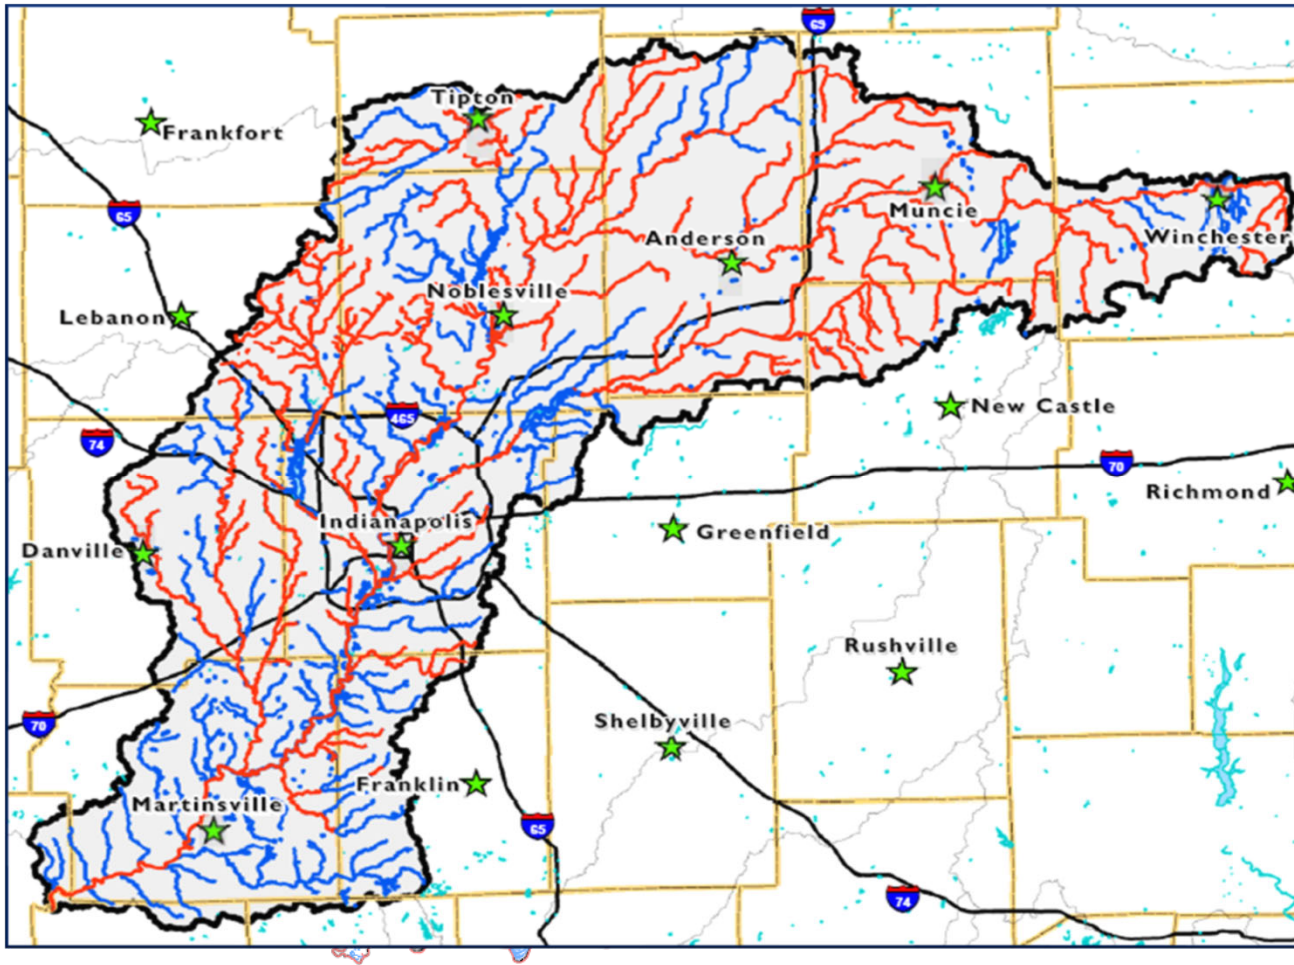 69
Tipton
Frankfort
65
Muncie
Winchester
Anderson
Noblesville
Lebanon
465
New Castle
74
70
Richmond
Indianapolis
Greenfield
Danville
Rushville
70
Shelbyville
Franklin
Martinsville
65
74